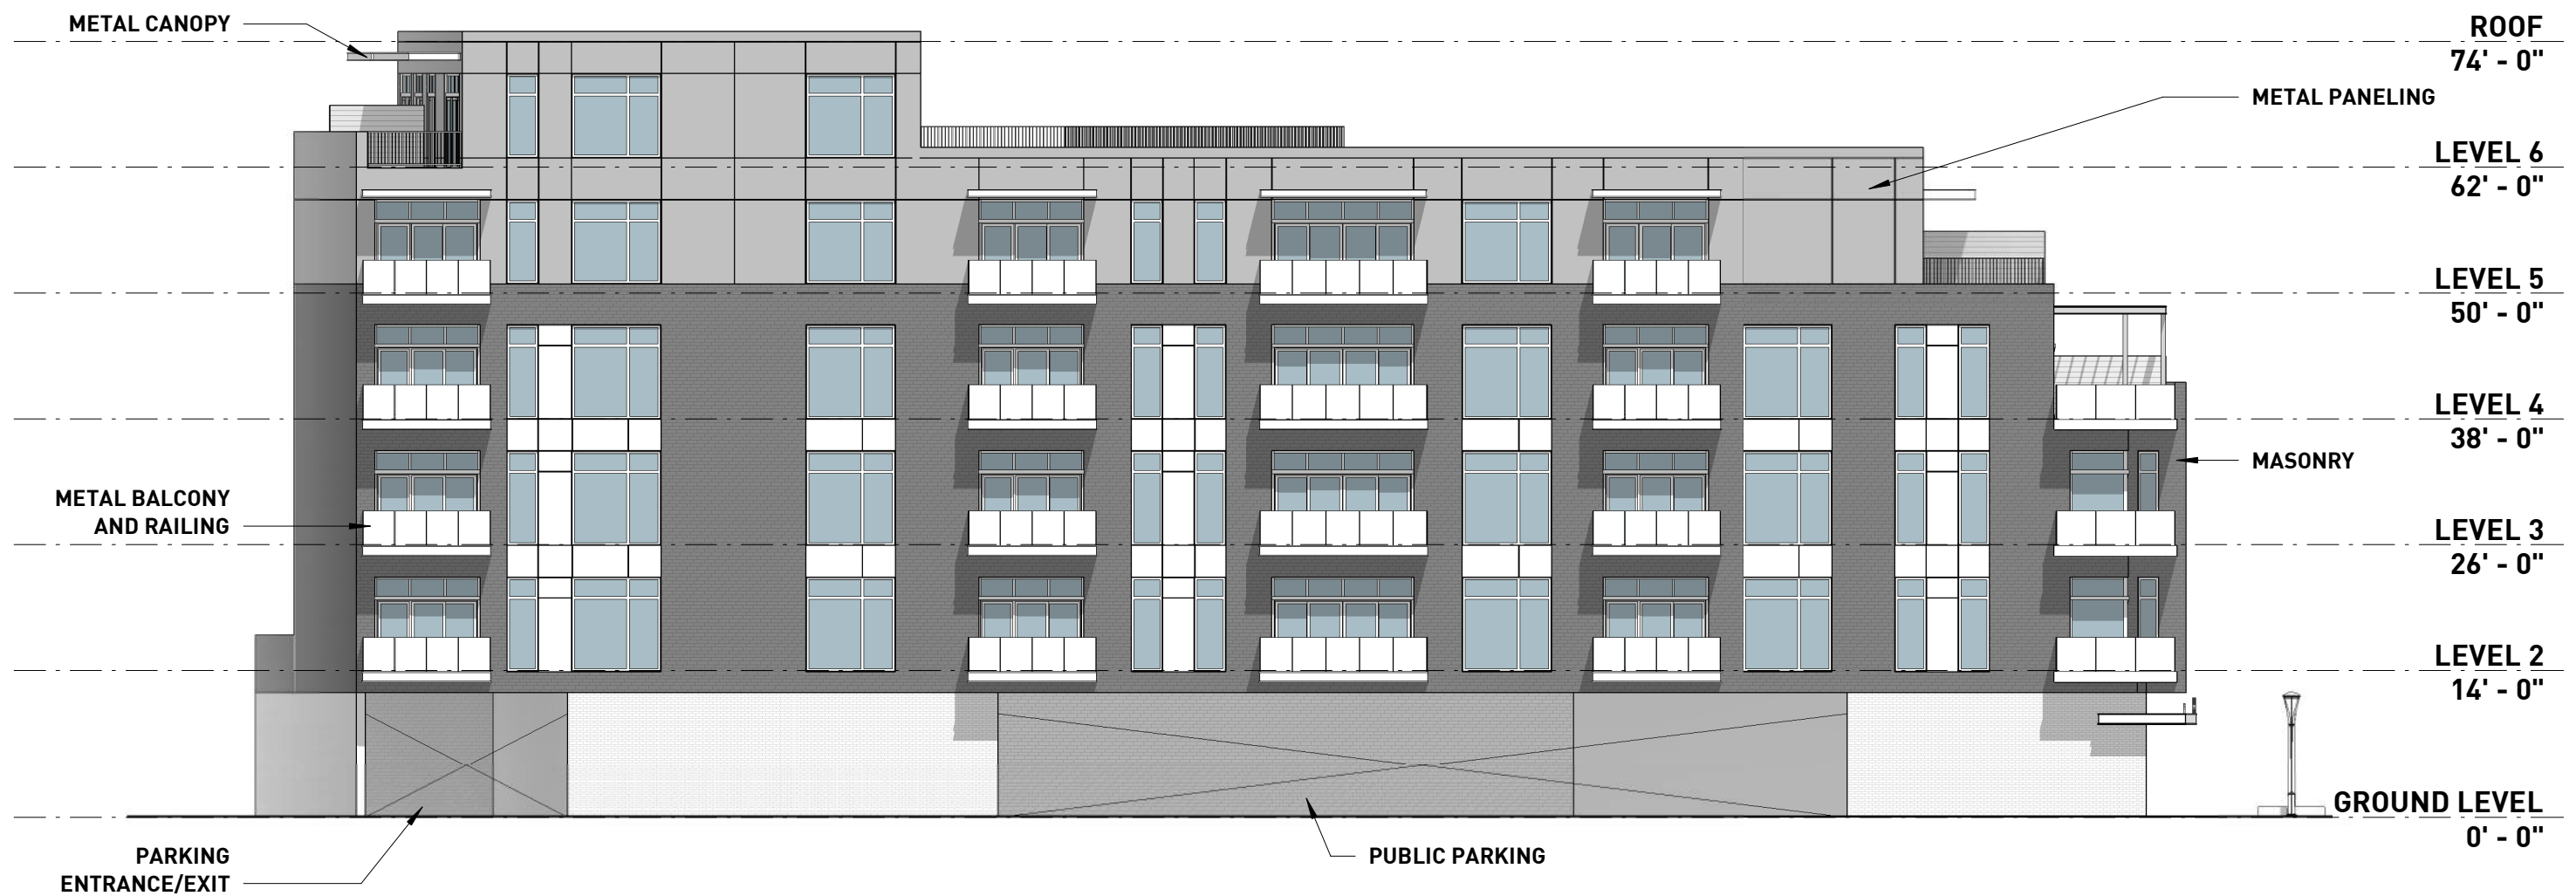 METAL CANOPY
ROOF
74' - 0"
METAL PANELING
LEVEL 6
62' - 0"
LEVEL 5
50' - 0"
LEVEL 4
38' - 0"
MASONRY
METAL BALCONY
AND RAILING
LEVEL 3
26' - 0"
LEVEL 2
14' - 0"
GROUND LEVEL
0' - 0"
PARKING
ENTRANCE/EXIT
PUBLIC PARKING